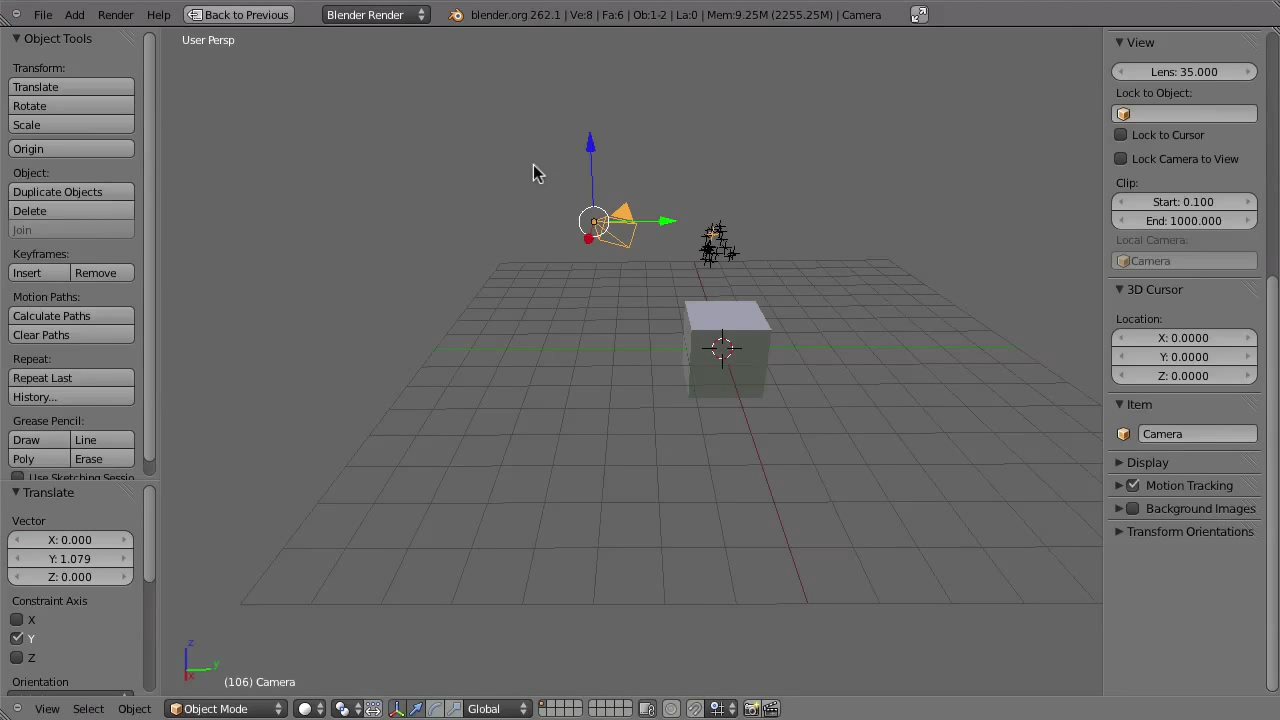 File Add Render Help Back to Previous Blender Render blender.org 262.1 | Ve:8 | Fa:6 | Ob:1-2 | La:0 | Mem:9.25M (2255.25M) | Camera
Object Tools
Transform:
Translate
Rotate
Scale
Origin
Object:
Duplicate Objects
Delete
Join
Keyframes:
Insert Remove
Motion Paths:
Calculate Paths
Clear Paths
Repeat:
Repeat Last
History...
Grease Pencil:
Draw Line
Poly Erase
Use Sketching Sessio
Translate
Vector
X: 0.000
Y: 1.079
Z: 0.000
Constraint Axis
X
Y
Z
Orientation
User Persp
z
y
x
(106) Camera
View
Lens: 35.000
Lock to Object:
Lock to Cursor
Lock Camera to View
Clip:
Start: 0.100
End: 1000.000
Local Camera:
Camera
3D Cursor
Location:
X: 0.0000
Y: 0.0000
Z: 0.0000
Item
Camera
Display
Motion Tracking
Background Images
Transform Orientations
View Select Object Object Mode Global